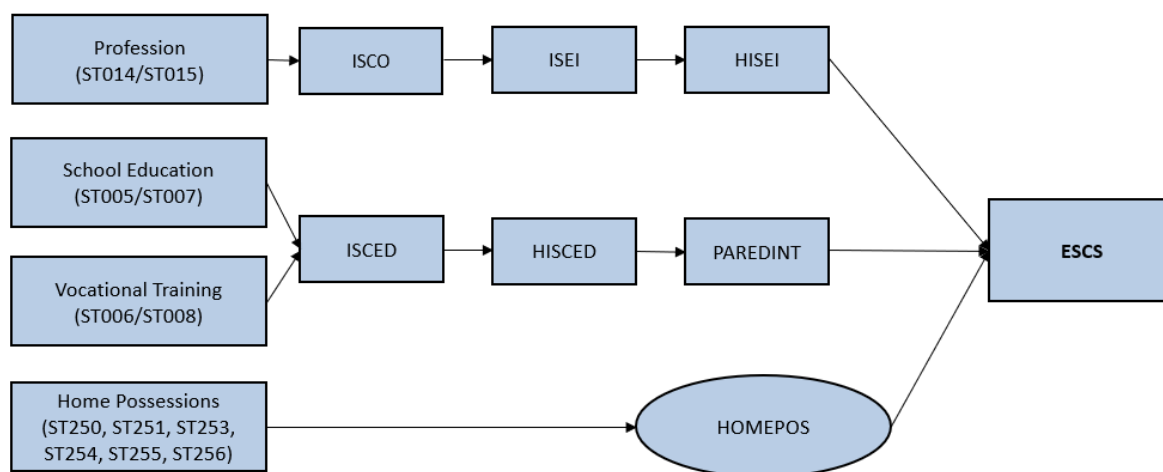 Profession
(ST014/ST015)
ISCO
ISEI
HISEI
School Education
(ST005/ST007)
ISCED
HISCED
PAREDINT
ESCS
Vocational Training
(ST006/ST008)
Home Possessions
(ST250, ST251, ST253,
ST254, ST255, ST256)
HOMEPOS